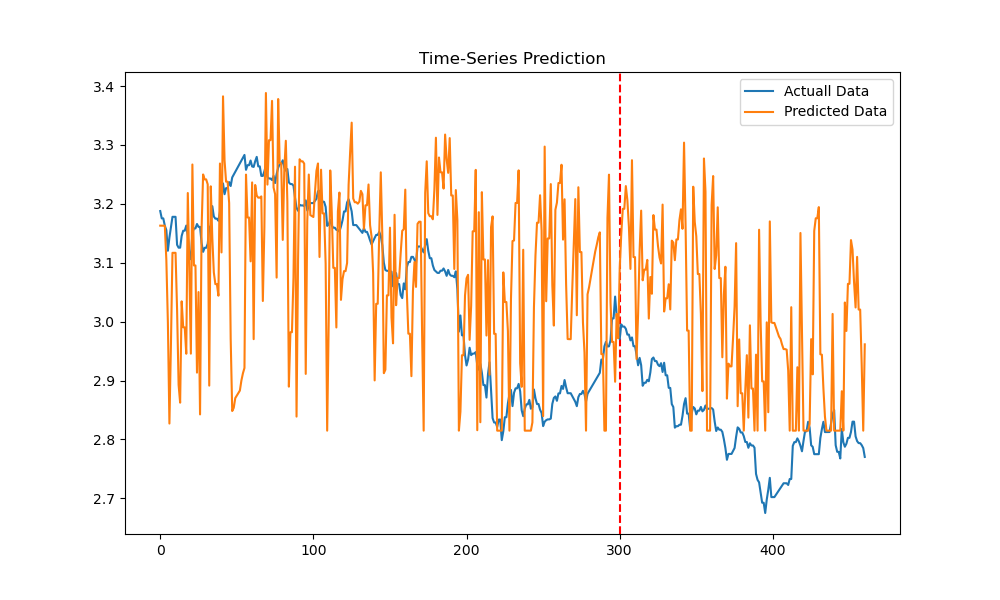 Time-Series Prediction
Actuall Data
Predicted Data
3.4
3.3
3.2
3.1
3.0
2.9
2.8
2.7
0 100 200 300 400